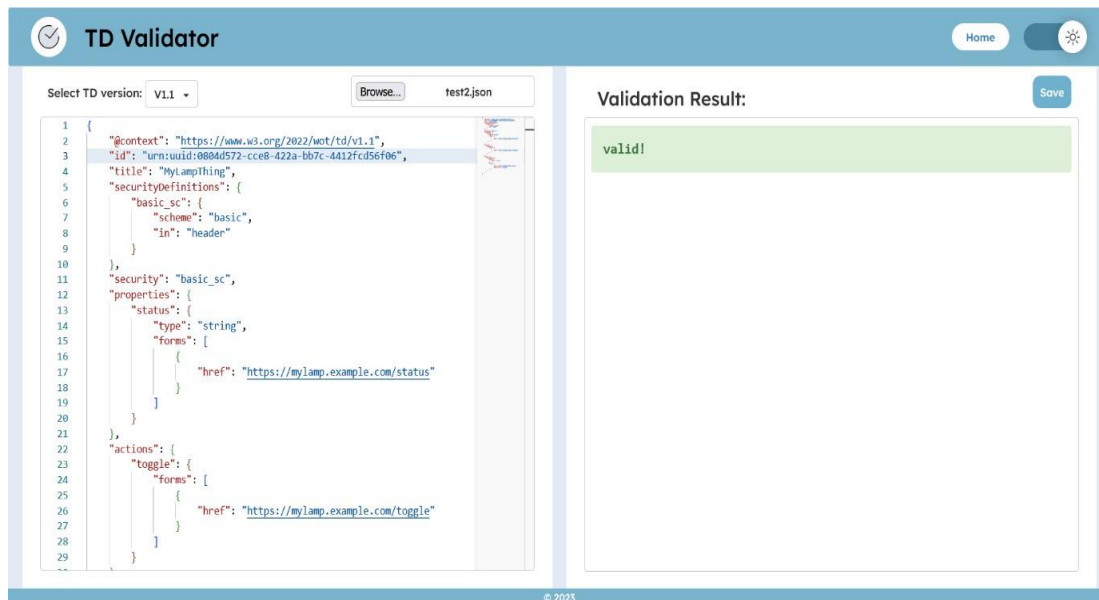 TD Validator
Home
Select TD version: V1.1
Browse... test2.json
1 {
2 "@context": "https://www.w3.org/2022/wot/td/v1.1",
3 "id": "urn:uuid:0804d572-cce8-422a-bb7c-4412fcd56f06",
4 "title": "MyLampThing",
5 "securityDefinitions": {
6 "basic_sc": {
7 "scheme": "basic",
8 "in": "header"
9 }
10 },
11 "security": "basic_sc",
12 "properties": {
13 "status": {
14 "type": "string",
15 "forms": [
16 {
17 "href": "https://mylamp.example.com/status"
18 }
19 ]
20 }
21 },
22 "actions": {
23 "toggle": {
24 "forms": [
25 {
26 "href": "https://mylamp.example.com/toggle"
27 }
28 ]
29 }
Validation Result:
Save
valid!
© 2023